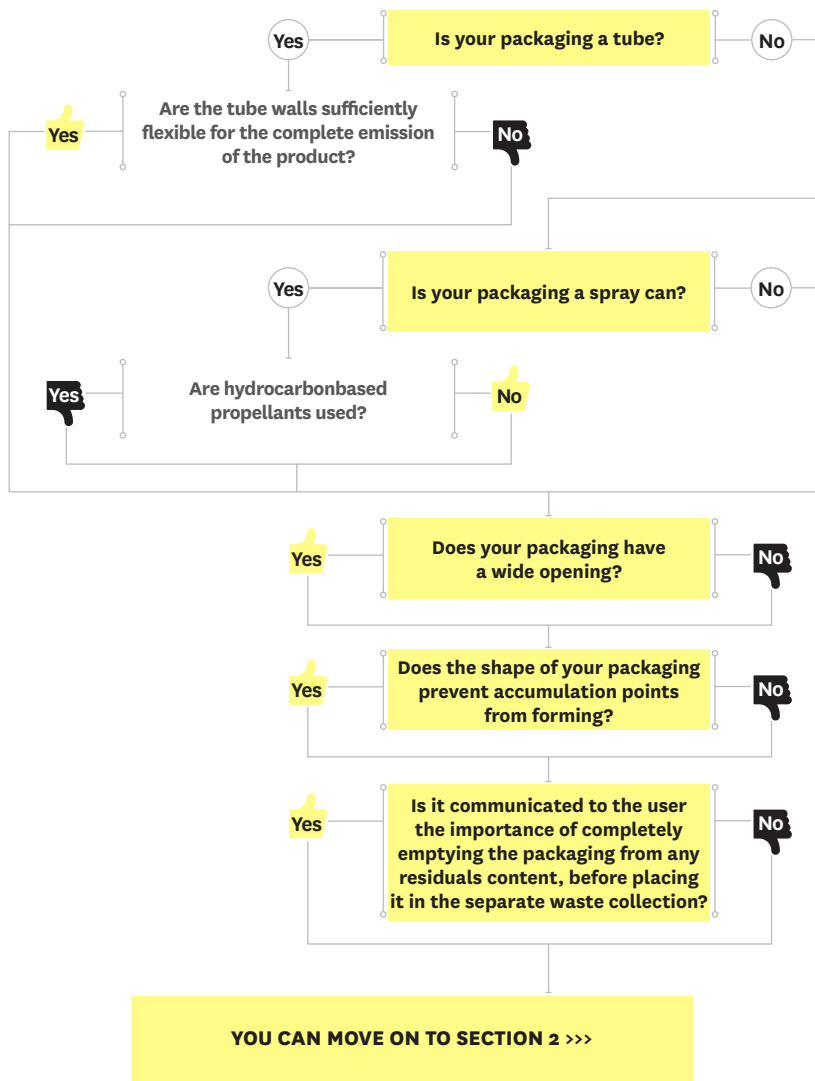 Yes
Is your packaging a tube?
No
Yes
Are the tube walls sufficiently
flexible for the complete emission
of the product?
No
Yes
Is your packaging a spray can?
No
Yes
Are hydrocarbonbased
propellants used?
No
Yes
Does your packaging have
a wide opening?
No
Yes
Does the shape of your packaging
prevent accumulation points
from forming?
No
Yes
Is it communicated to the user
the importance of completely
emptying the packaging from any
residuals content, before placing
it in the separate waste collection?
No
YOU CAN MOVE ON TO SECTION 2 >>>